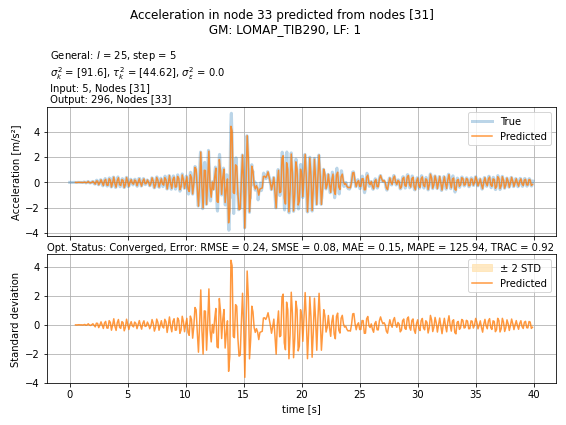 Acceleration in node 33 predicted from nodes [31]
GM: LOMAP_TIB290, LF: 1
General: l = 25, step = 5
σ²ₖ = [91.6], τ²ₖ = [44.62], σ²ε = 0.0
Input: 5, Nodes [31]
Output: 296, Nodes [33]
Acceleration [m/s²]
4
2
0
−2
−4
True
Predicted
Opt. Status: Converged, Error: RMSE = 0.24, SMSE = 0.08, MAE = 0.15, MAPE = 125.94, TRAC = 0.92
Standard deviation
4
2
0
−2
−4
± 2 STD
Predicted
0 5 10 15 20 25 30 35 40
time [s]